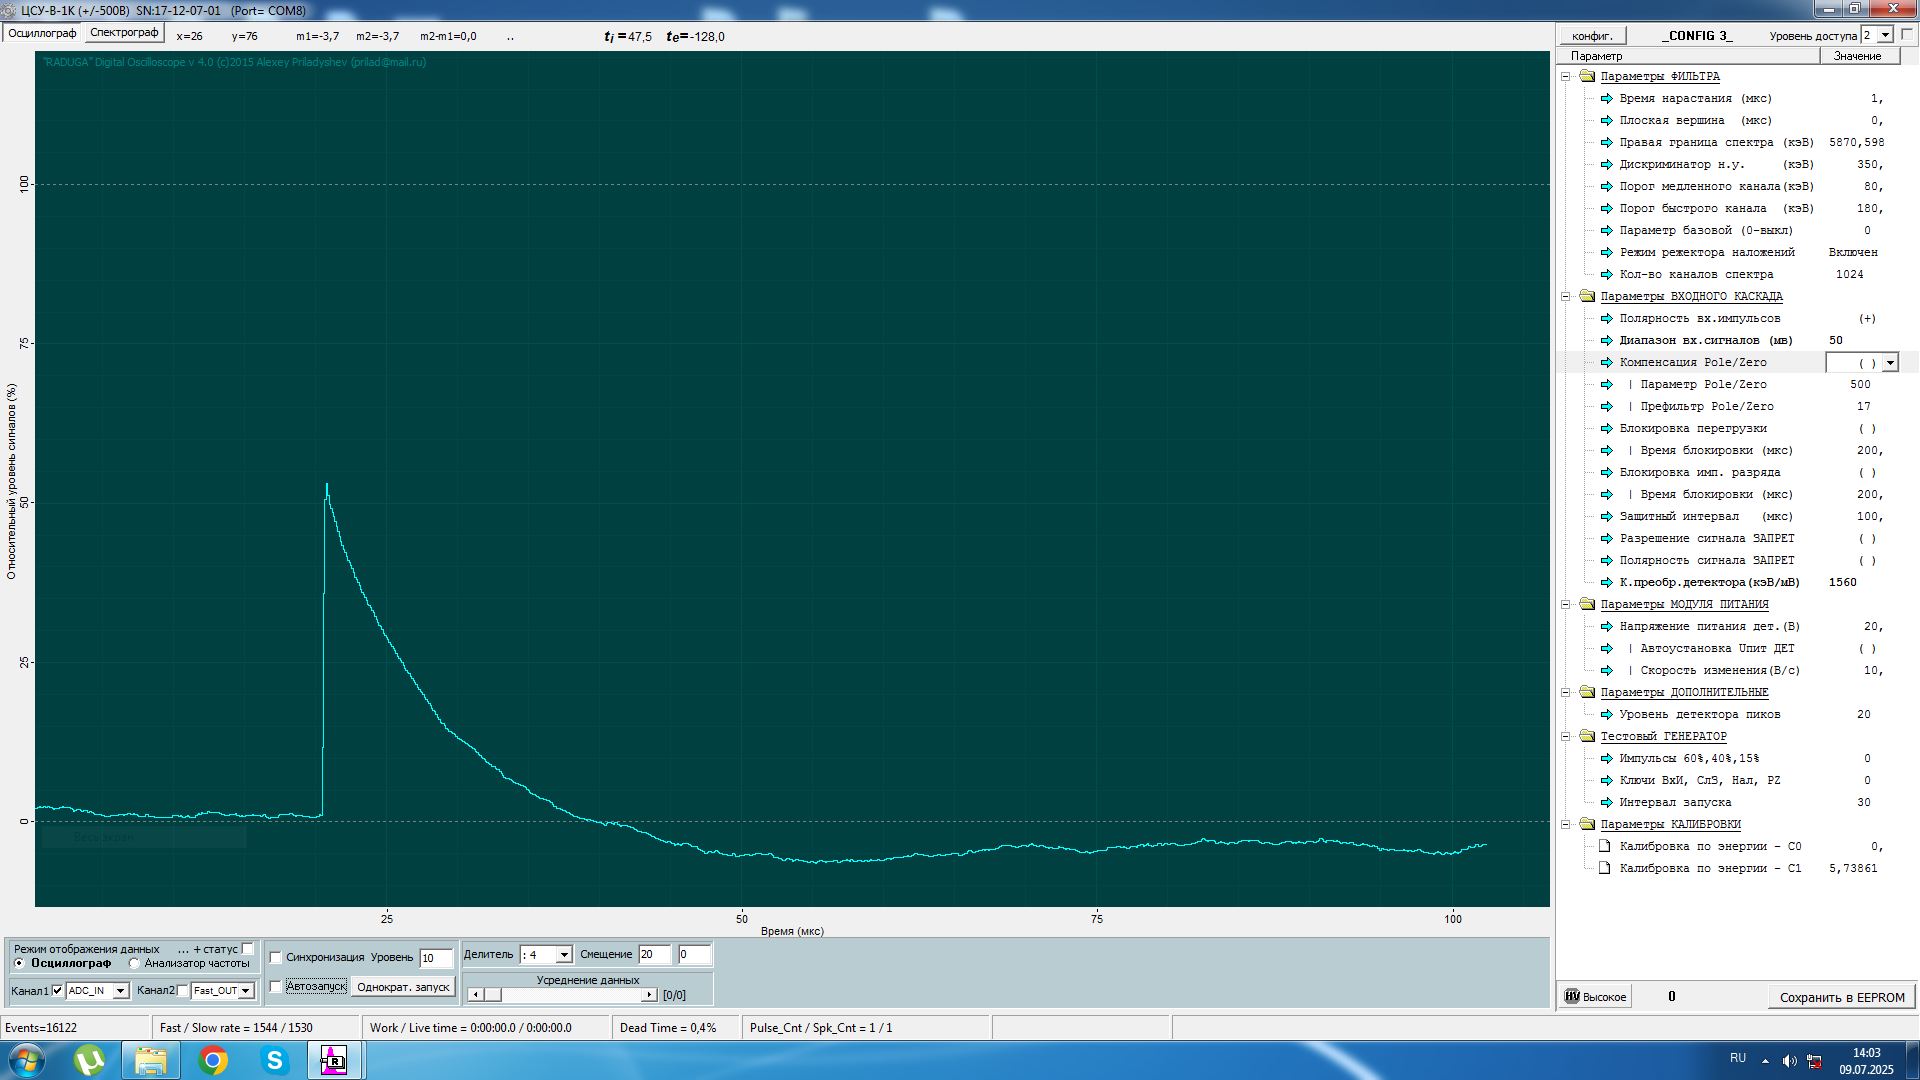 ЦСУ-В-1К (+/-500В) SN:17-12-07-01 (Port= COM8)
Осциллограф Спектрограф x=26 y=76 m1=-3,7 m2=-3,7 m2-m1=0,0 .. ti =47,5 te=-128,0
"RADUGA" Digital Oscilloscope v 4.0 (c)2015 Alexey Priladyshev (prilad@mail.ru)
Относительный уровень сигналов (%)
100
75
50
25
0
Весь экран
25 50 75 100
Время (мкс)
конфиг. _CONFIG 3_ Уровень доступа 2
Параметр Значение
Параметры ФИЛЬТРА
Время нарастания (мкс) 1,
Плоская вершина (мкс) 0,
Правая граница спектра (кэВ) 5870,598
Дискриминатор н.у. (кэВ) 350,
Порог медленного канала(кэВ) 80,
Порог быстрого канала (кэВ) 180,
Параметр базовой (0-выкл) 0
Режим режектора наложений Включен
Кол-во каналов спектра 1024
Параметры ВХОДНОГО КАСКАДА
Полярность вх.импульсов (+)
Диапазон вх.сигналов (мв) 50
Компенсация Pole/Zero ( )
| Параметр Pole/Zero 500
| Префильтр Pole/Zero 17
Блокировка перегрузки ( )
| Время блокировки (мкс) 200,
Блокировка имп. разряда ( )
| Время блокировки (мкс) 200,
Защитный интервал (мкс) 100,
Разрешение сигнала ЗАПРЕТ ( )
Полярность сигнала ЗАПРЕТ ( )
К.преобр.детектора(кэВ/мВ) 1560
Параметры МОДУЛЯ ПИТАНИЯ
Напряжение питания дет.(В) 20,
| Автоустановка Uпит ДЕТ ( )
| Скорость изменения(В/с) 10,
Параметры ДОПОЛНИТЕЛЬНЫЕ
Уровень детектора пиков 20
Тестовый ГЕНЕРАТОР
Импульсы 60%,40%,15% 0
Ключи ВхИ, СлЗ, Нал, PZ 0
Интервал запуска 30
Параметры КАЛИБРОВКИ
Калибровка по энергии - C0 0,
Калибровка по энергии - C1 5,73861
HV Высокое 0 Сохранить в EEPROM
Режим отображения данных ... + статус
Осциллограф Анализатор частоты
Канал1 ADC_IN Канал2 Fast_OUT
Синхронизация Уровень 10
Автозапуск Однократ. запуск
Делитель : 4 Смещение 20 0
Усреднение данных
[0/0]
Events=16122 Fast / Slow rate = 1544 / 1530 Work / Live time = 0:00:00.0 / 0:00:00.0 Dead Time = 0,4% Pulse_Cnt / Spk_Cnt = 1 / 1
R
RU 14:03
09.07.2025